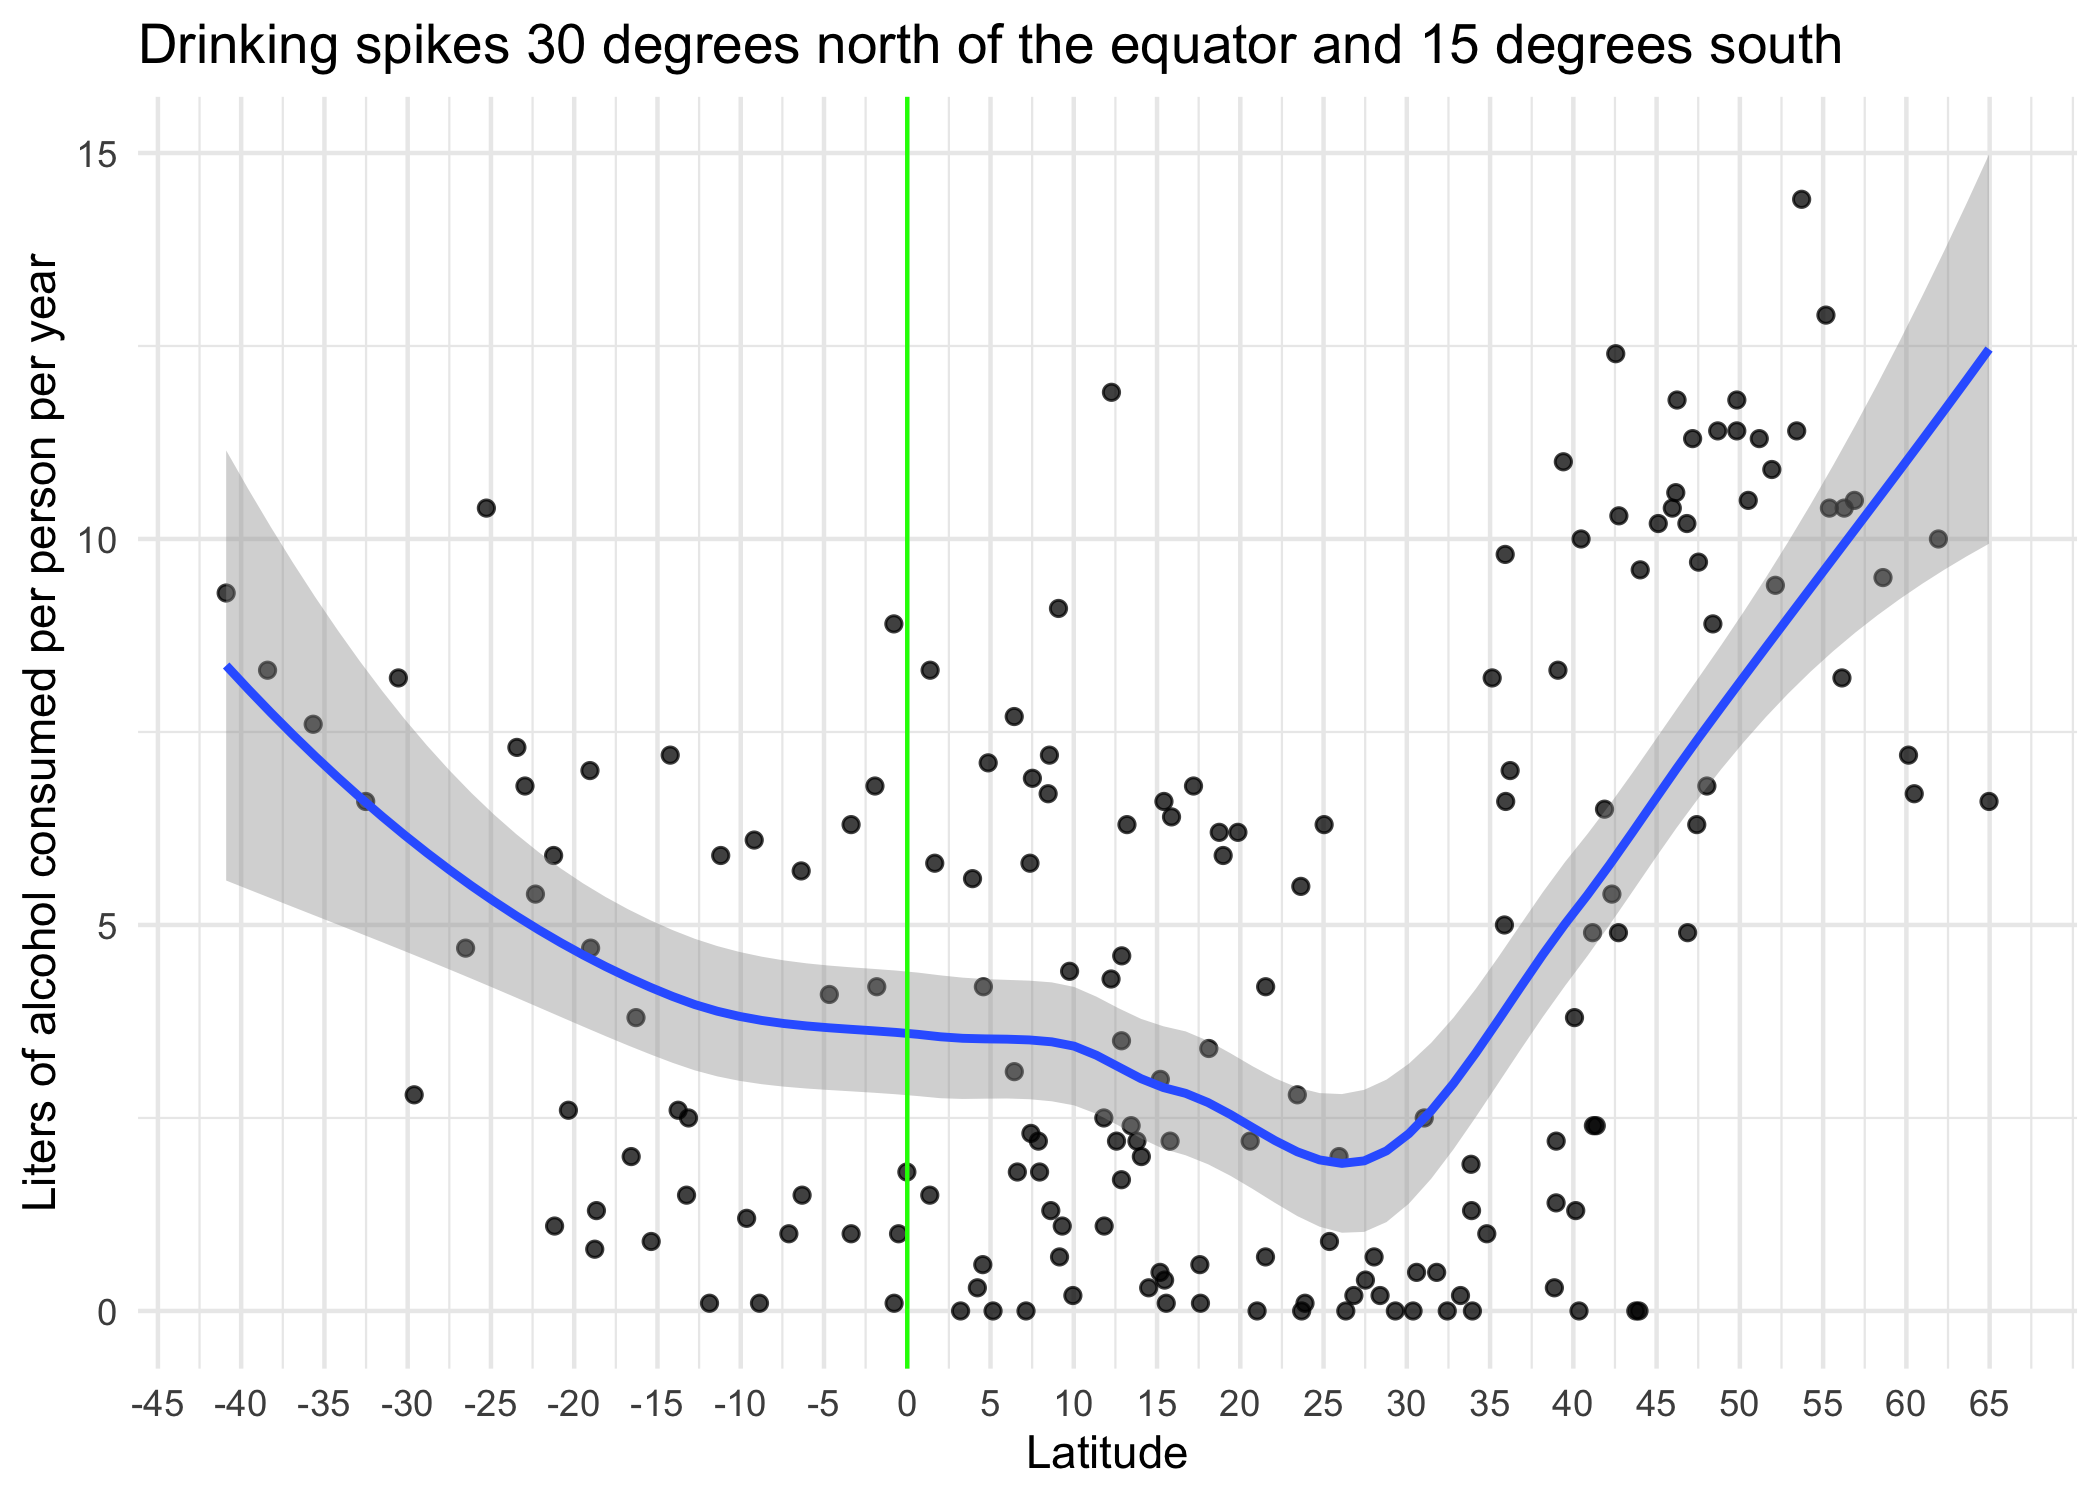 Drinking spikes 30 degrees north of the equator and 15 degrees south
Liters of alcohol consumed per person per year
15
10
5
0
-45 -40 -35 -30 -25 -20 -15 -10 -5 0 5 10 15 20 25 30 35 40 45 50 55 60 65
Latitude